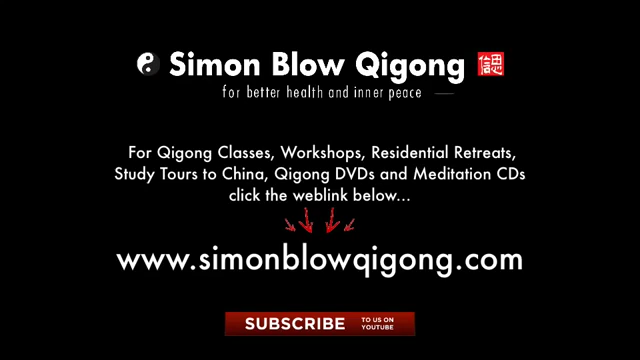 Simon Blow Qigong
for better health and inner peace
For Qigong Classes, Workshops, Residential Retreats,
Study Tours to China, Qigong DVDs and Meditation CDs
click the weblink below...
www.simonblowqigong.com
SUBSCRIBE TO US ON
YOUTUBE